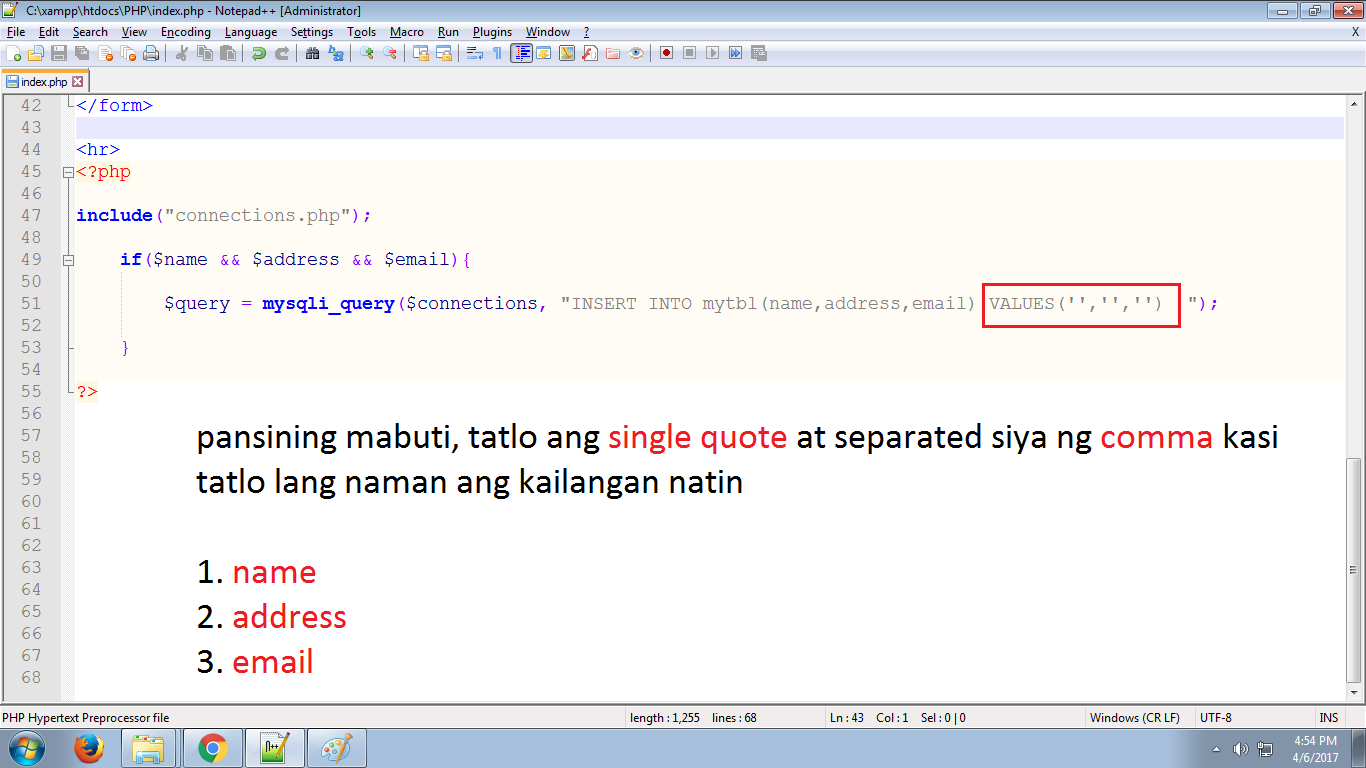 C:\xampp\htdocs\PHP\index.php - Notepad++ [Administrator]
File Edit Search View Encoding Language Settings Tools Macro Run Plugins Window ? X
index.php
42 </form>
43
44 <hr>
45 <?php
46
47 include("connections.php");
48
49 if($name && $address && $email){
50
51 $query = mysqli_query($connections, "INSERT INTO mytbl(name,address,email) VALUES('','','') ");
52
53 }
54
55 ?>
56
57
58
59
60
61
62
63
64
65
66
67
68
pansining mabuti, tatlo ang single quote at separated siya ng comma kasi
tatlo lang naman ang kailangan natin
1. name
2. address
3. email
PHP Hypertext Preprocessor file length : 1,255 lines : 68 Ln : 43 Col : 1 Sel : 0 | 0 Windows (CR LF) UTF-8 INS
4:54 PM
4/6/2017